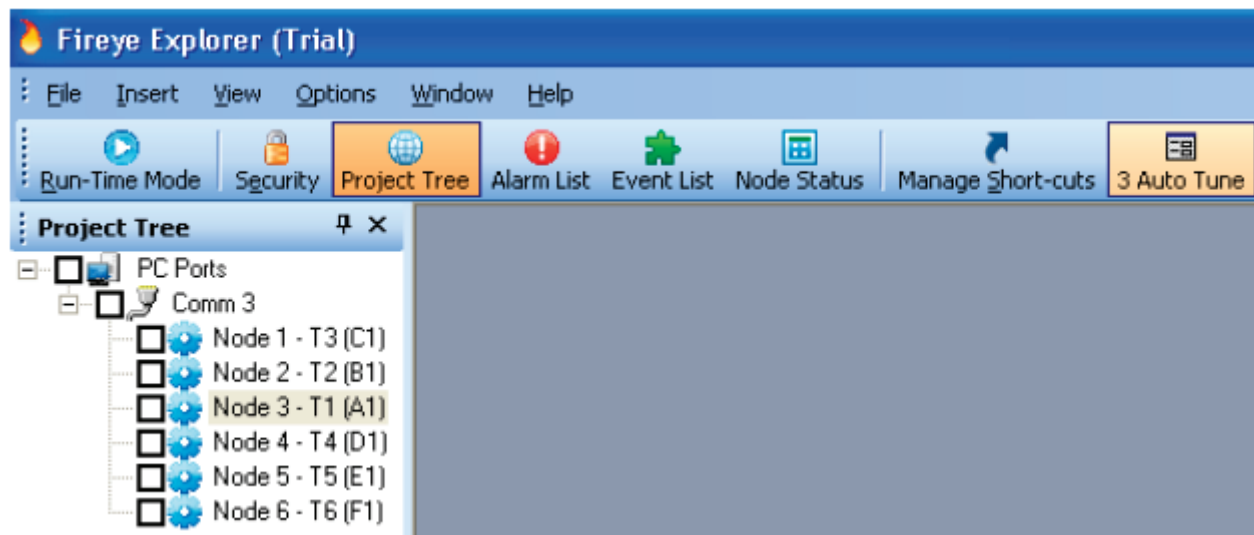 Fireye Explorer (Trial)
File Insert View Options Window Help
Run-Time Mode Security Project Tree Alarm List Event List Node Status Manage Short-cuts 3 Auto Tune
Project Tree
PC Ports
Comm 3
Node 1 - T3 (C1)
Node 2 - T2 (B1)
Node 3 - T1 (A1)
Node 4 - T4 (D1)
Node 5 - T5 (E1)
Node 6 - T6 (F1)